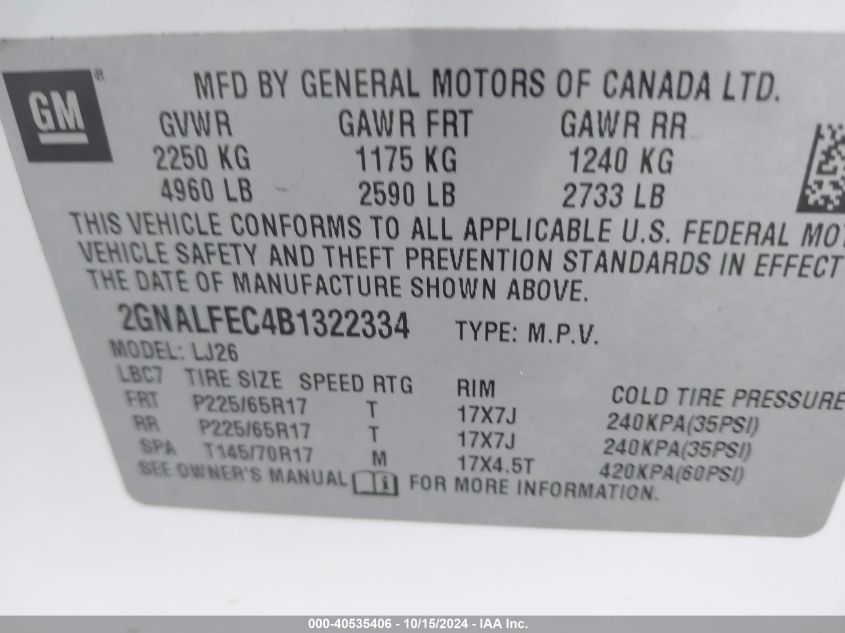 GM®
MFD BY GENERAL MOTORS OF CANADA LTD.
GVWR GAWR FRT GAWR RR
2250 KG 1175 KG 1240 KG
4960 LB 2590 LB 2733 LB
THIS VEHICLE CONFORMS TO ALL APPLICABLE U.S. FEDERAL MOT
VEHICLE SAFETY AND THEFT PREVENTION STANDARDS IN EFFECT
THE DATE OF MANUFACTURE SHOWN ABOVE.
2GNALFEC4B1322334 TYPE: M.P.V.
MODEL: LJ26
LBC7 TIRE SIZE SPEED RTG RIM COLD TIRE PRESSURE
FRT P225/65R17 T 17X7J 240KPA(35PSI)
RR P225/65R17 T 17X7J 240KPA(35PSI)
SPA T145/70R17 M 17X4.5T 420KPA(60PSI)
SEE OWNER'S MANUAL FOR MORE INFORMATION.
000-40535406 - 10/15/2024 - IAA Inc.